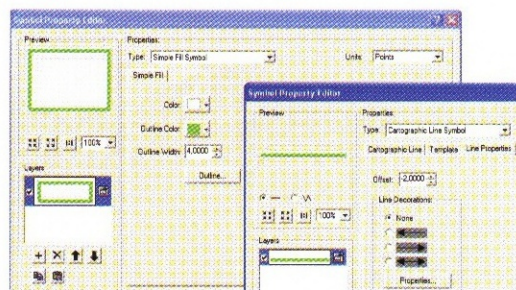 Symbol Property Editor
Preview
Properties:
Type: Simple Fill Symbol
Units: Points
Simple Fill
Color:
Outline Color:
Outline Width: 4,0000
Outline...
100%
Layers
Symbol Property Editor
Preview
Properties:
Type: Cartographic Line Symbol
Cartographic Line Template Line Properties
Offset: -2,0000
Line Decorations:
None
Properties...
100%
Layers